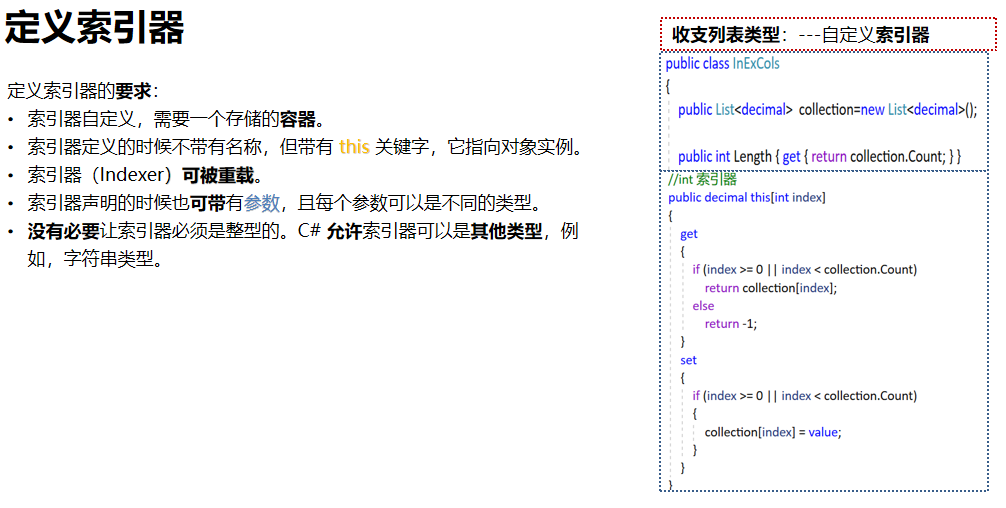 定义索引器
定义索引器的要求：
• 索引器自定义，需要一个存储的容器。
• 索引器定义的时候不带有名称，但带有 this 关键字，它指向对象实例。
• 索引器（Indexer）可被重载。
• 索引器声明的时候也可带有参数，且每个参数可以是不同的类型。
• 没有必要让索引器必须是整型的。C# 允许索引器可以是其他类型，例
如，字符串类型。
收支列表类型：---自定义索引器
public class InExCols
{
public List<decimal> collection=new List<decimal>();
public int Length { get { return collection.Count; } }
//int 索引器
public decimal this[int index]
{
get
{
if (index >= 0 || index < collection.Count)
return collection[index];
else
return -1;
}
set
{
if (index >= 0 || index < collection.Count)
{
collection[index] = value;
}
}
}